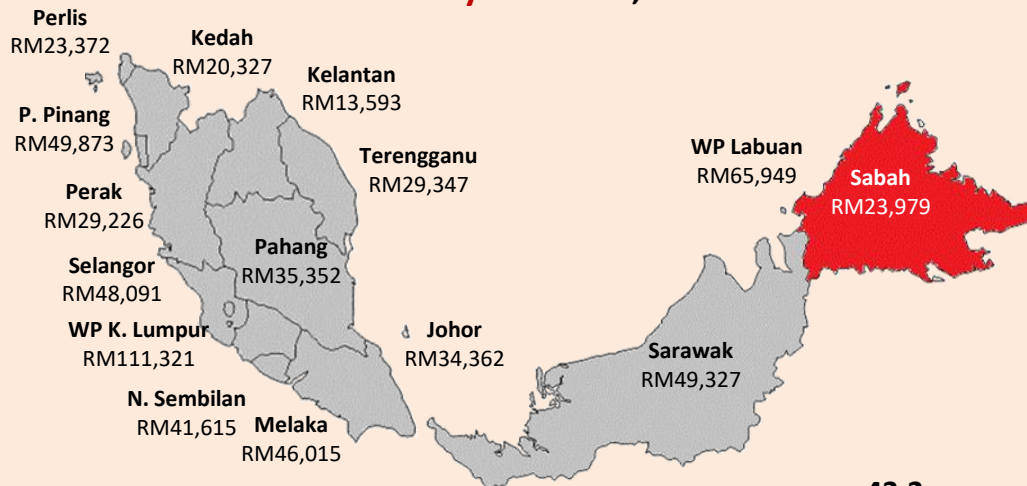 Perlis
RM23,372
Kedah
RM20,327
Kelantan
RM13,593
P. Pinang
RM49,873
Terengganu
RM29,347
WP Labuan
RM65,949
Sabah
RM23,979
Perak
RM29,226
Pahang
RM35,352
Selangor
RM48,091
WP K. Lumpur
RM111,321
Johor
RM34,362
Sarawak
RM49,327
N. Sembilan
RM41,615
Melaka
RM46,015